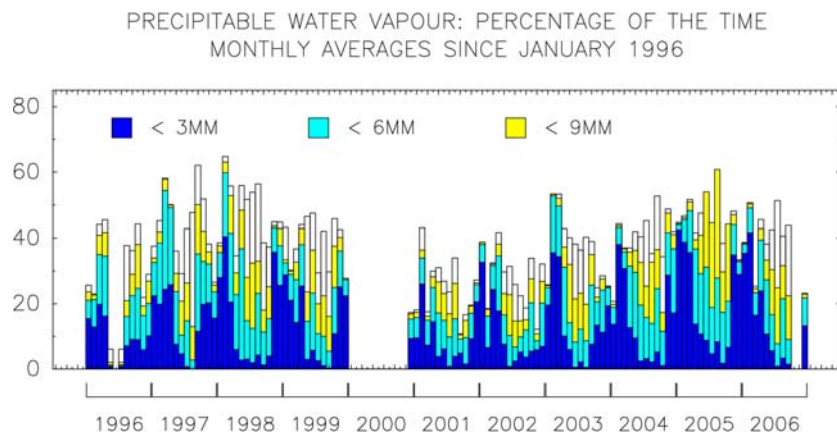 PRECIPITABLE WATER VAPOUR: PERCENTAGE OF THE TIME
MONTHLY AVERAGES SINCE JANUARY 1996
80
< 3MM < 6MM < 9MM
60
40
20
0
1996 1997 1998 1999 2000 2001 2002 2003 2004 2005 2006